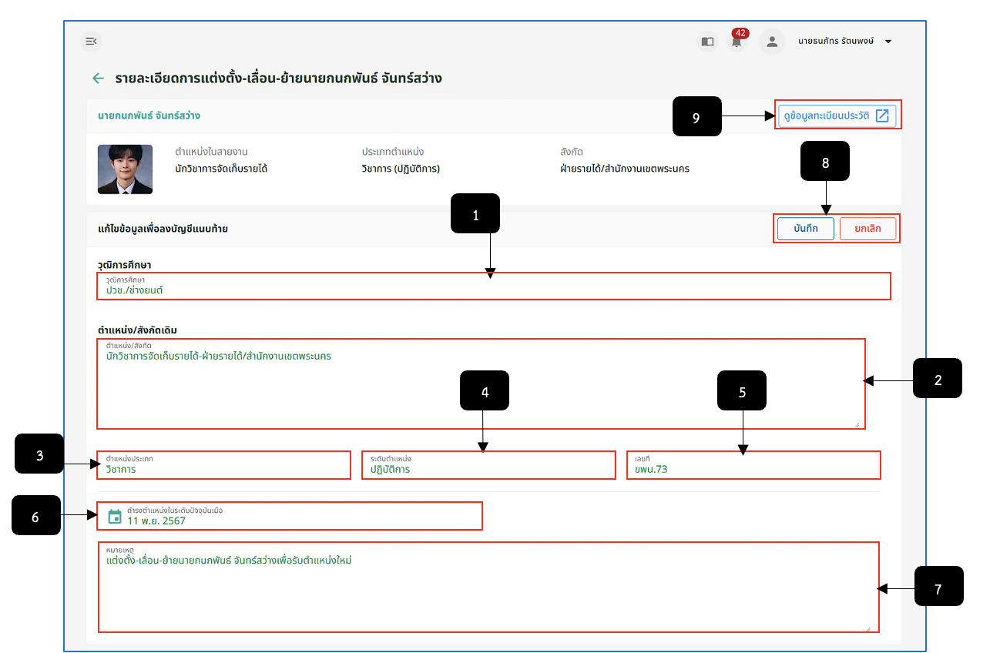 42
นายธนภัทร รัตนพงษ์
รายละเอียดการแต่งตั้ง-เลื่อน-ย้ายนายกนกพันธ์ จันทร์สว่าง
นายกนกพันธ์ จันทร์สว่าง
9
ดูข้อมูลทะเบียนประวัติ
ตำแหน่งในสายงาน
ประเภทตำแหน่ง
สังกัด
นักวิชาการจัดเก็บรายได้
วิชาการ (ปฏิบัติการ)
ฝ่ายรายได้/สำนักงานเขตพระนคร
8
1
แก้ไขข้อมูลเพื่อลงบัญชีแนบท้าย
บันทึก
ยกเลิก
วุฒิการศึกษา
วุฒิการศึกษา
ปวช./ช่างยนต์
ตำแหน่ง/สังกัดเดิม
ตำแหน่ง/สังกัด
นักวิชาการจัดเก็บรายได้-ฝ่ายรายได้/สำนักงานเขตพระนคร
2
4
5
3
ตำแหน่งประเภท
วิชาการ
ระดับตำแหน่ง
ปฏิบัติการ
เลขที่
ขพน.73
6
ดำรงตำแหน่งในระดับปัจจุบันเมื่อ
11 พ.ย. 2567
หมายเหตุ
แต่งตั้ง-เลื่อน-ย้ายนายกนกพันธ์ จันทร์สว่างเพื่อรับตำแหน่งใหม่
7